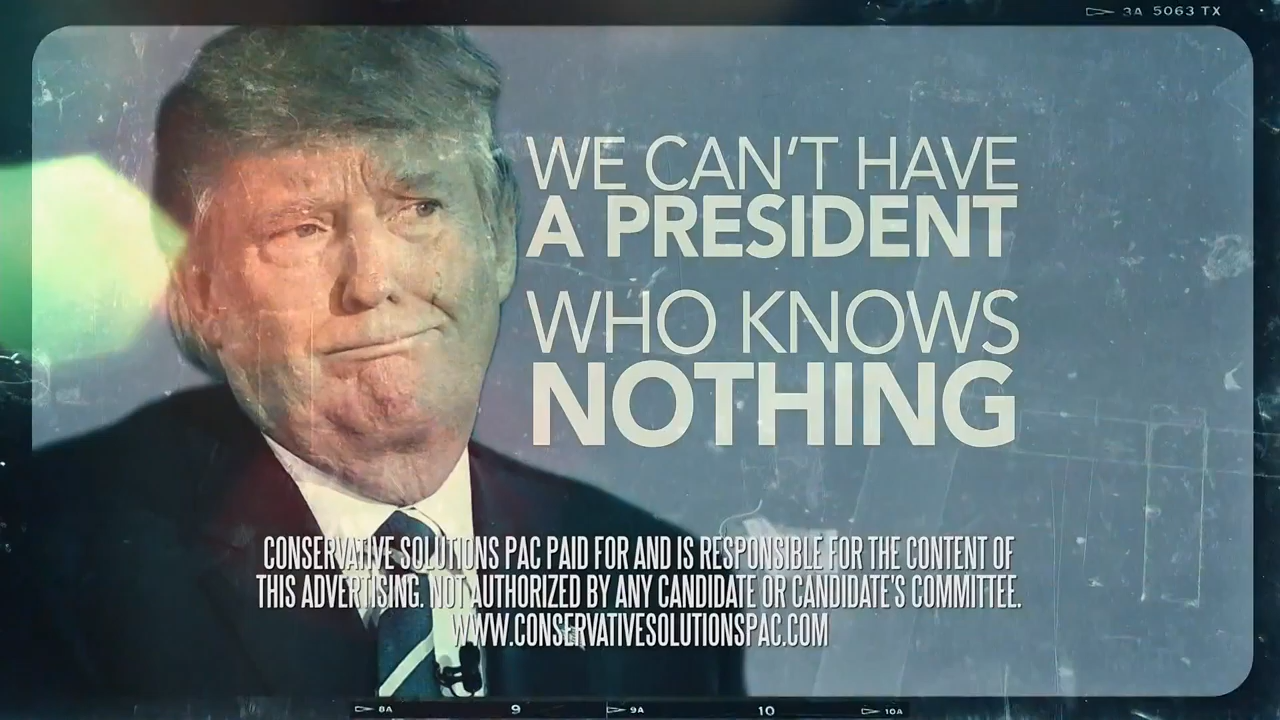 3A 5063 TX
WE CAN'T HAVE
A PRESIDENT
WHO KNOWS
NOTHING
CONSERVATIVE SOLUTIONS PAC PAID FOR AND IS RESPONSIBLE FOR THE CONTENT OF
THIS ADVERTISING. NOT AUTHORIZED BY ANY CANDIDATE OR CANDIDATE'S COMMITTEE.
WWW.CONSERVATIVESOLUTIONSPAC.COM
8A 9 9A 10 10A